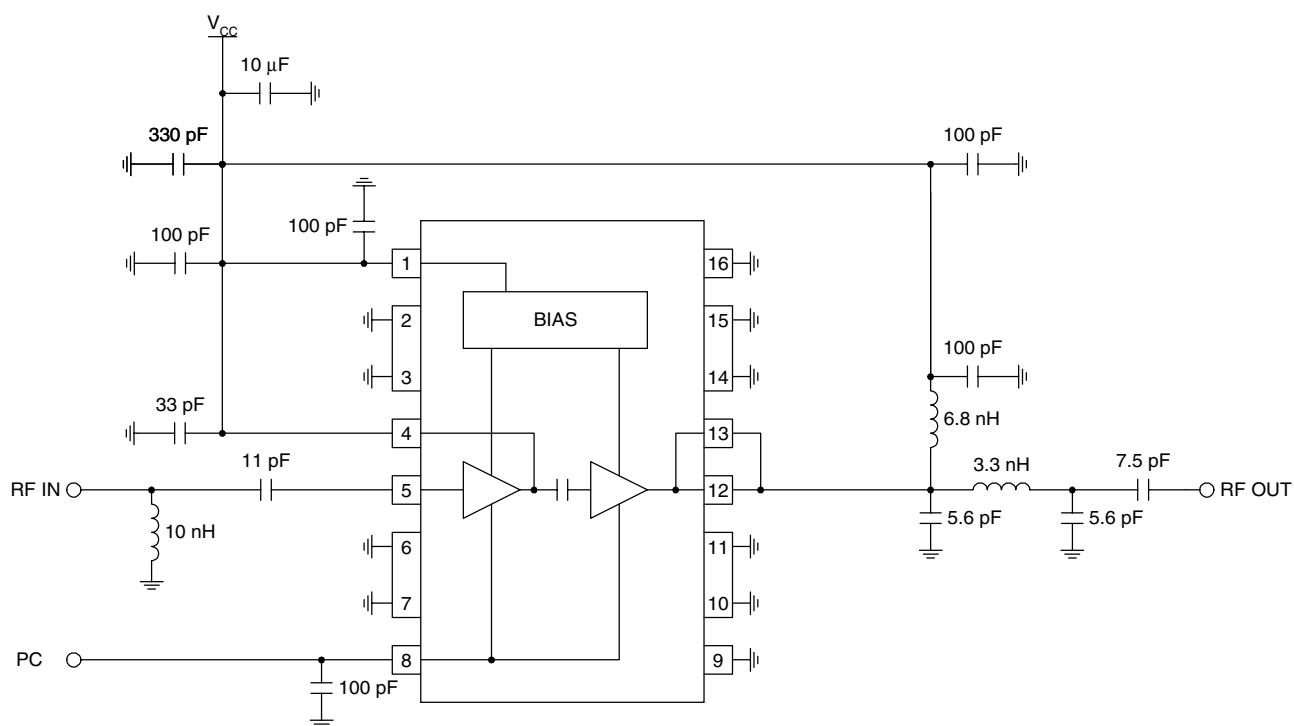 VCC
10 μF
330 pF
100 pF
100 pF
100 pF
1
16
BIAS
2
15
3
14
100 pF
33 pF
6.8 nH
4
13
11 pF
3.3 nH
7.5 pF
RF IN
5
12
RF OUT
10 nH
5.6 pF
5.6 pF
6
11
7
10
PC
8
9
100 pF